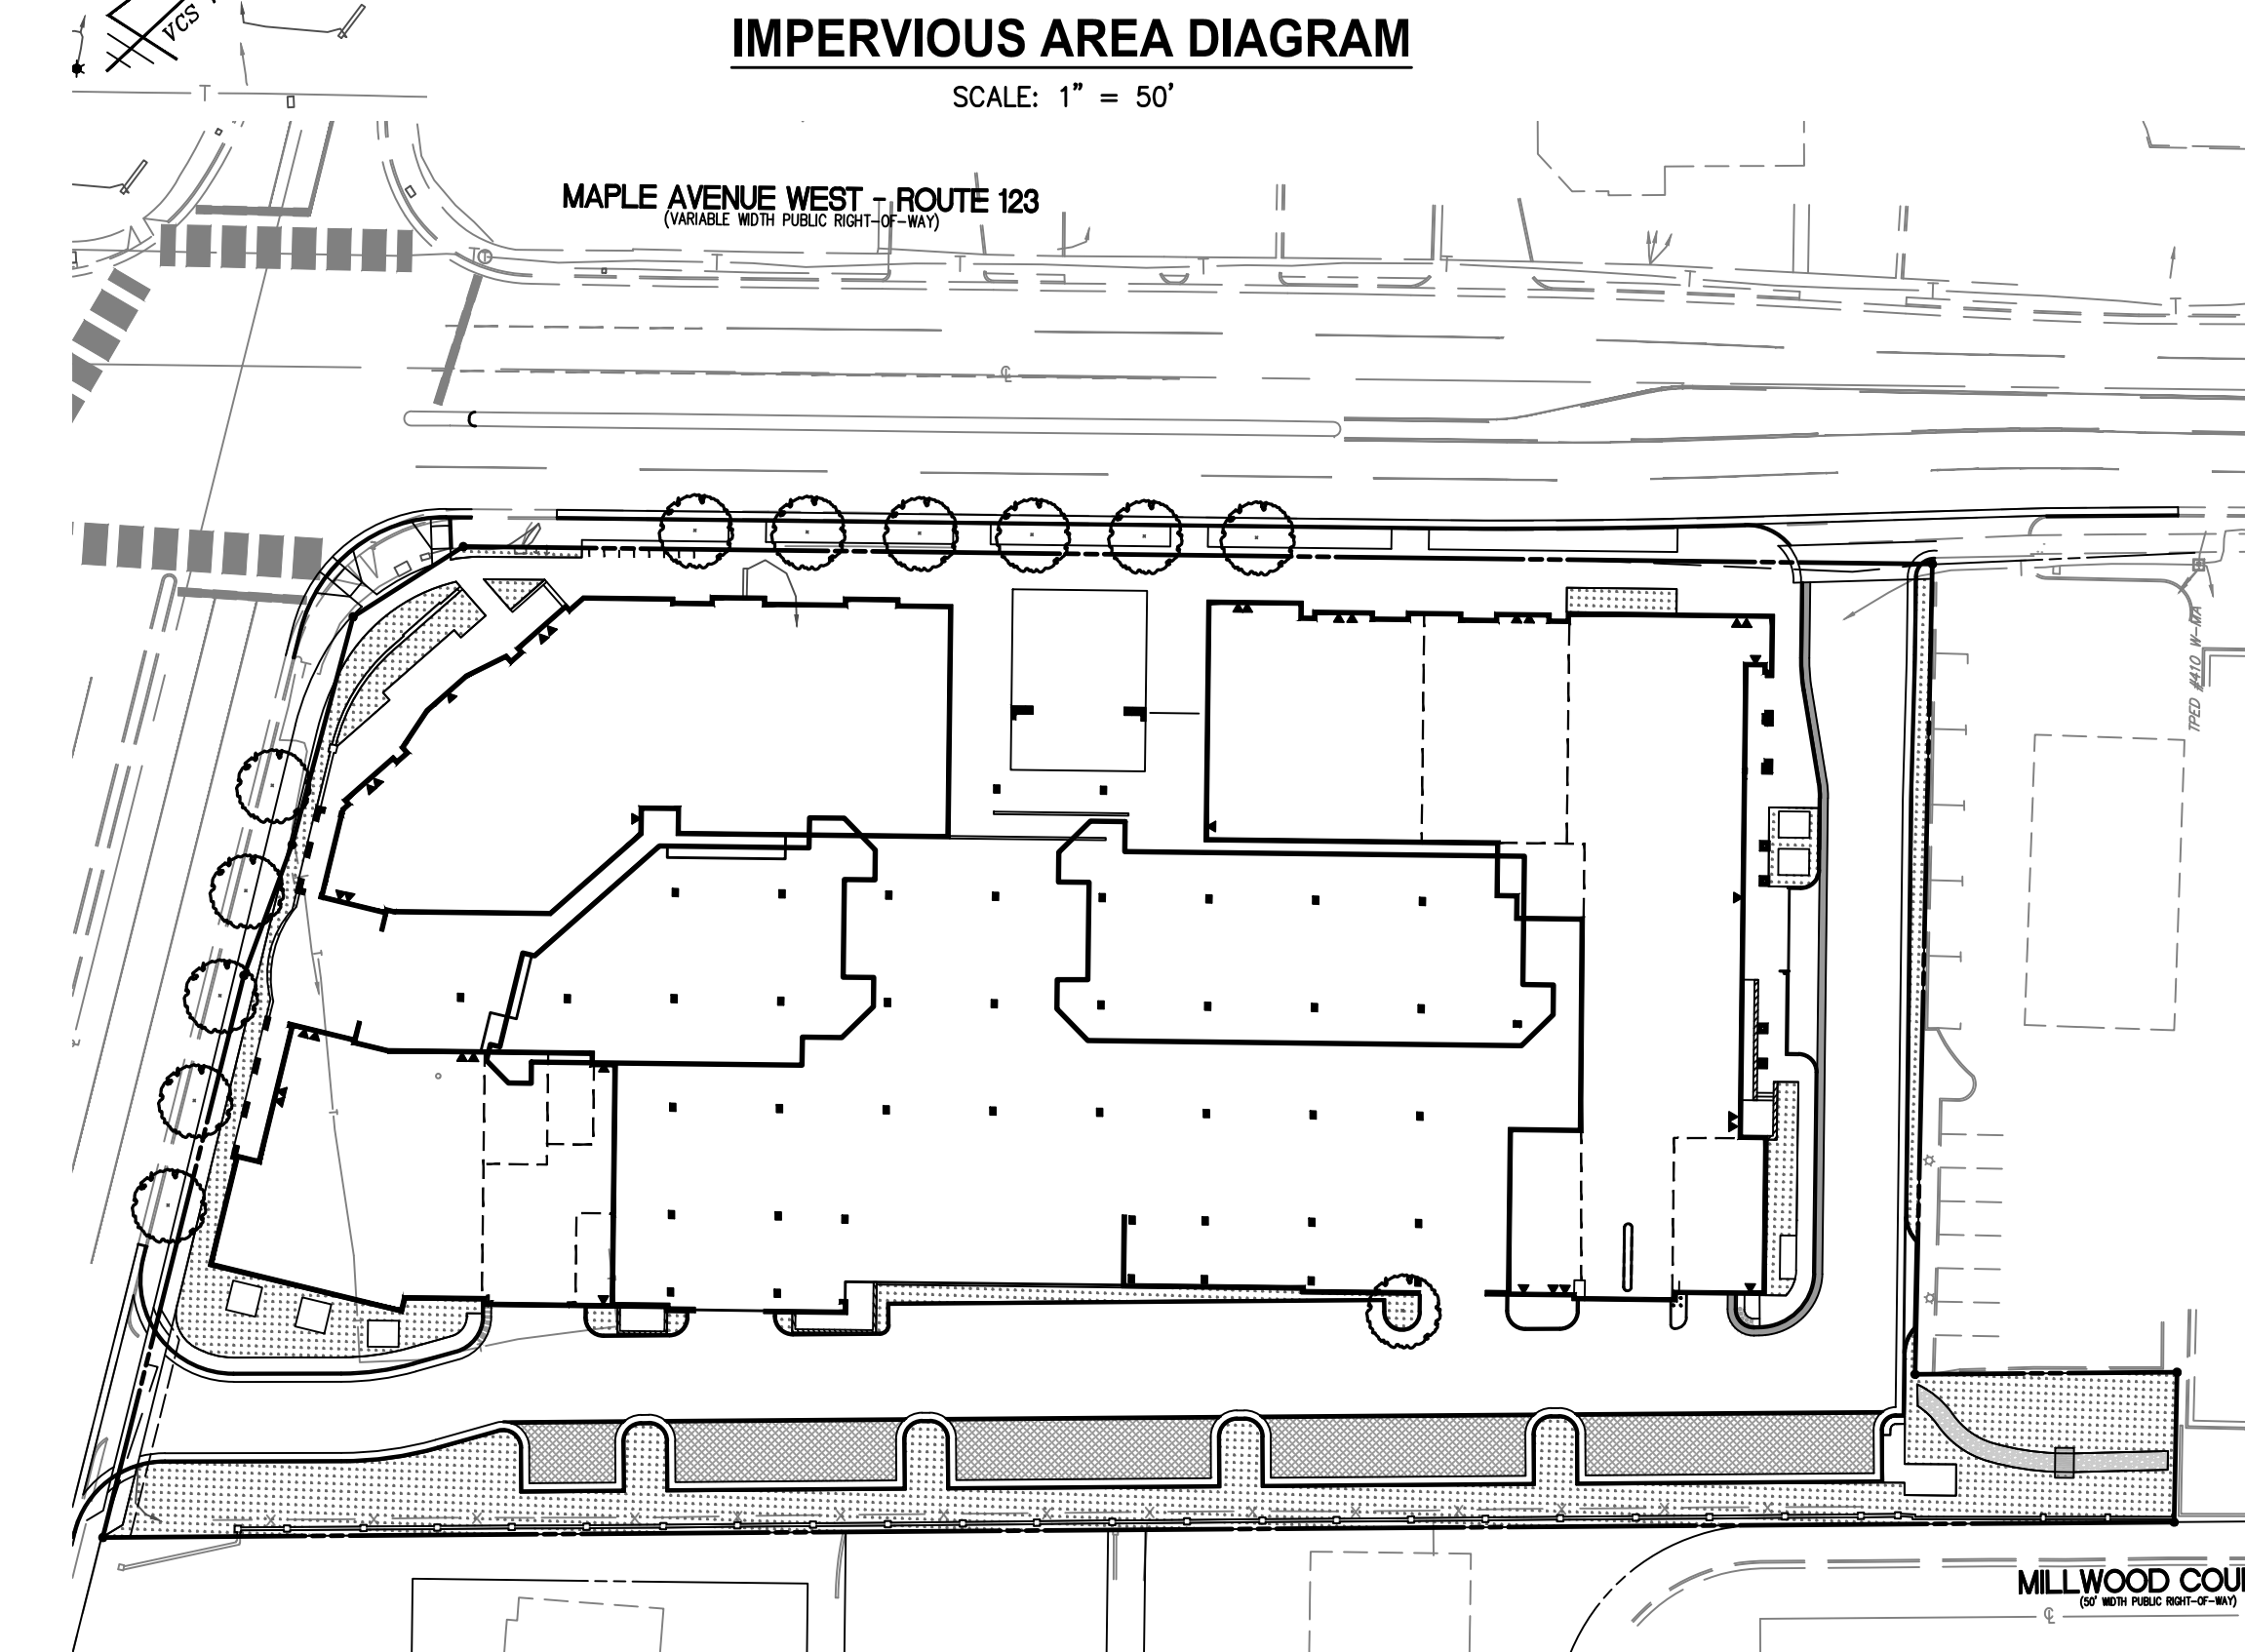 VCS
IMPERVIOUS AREA DIAGRAM
SCALE: 1" = 50'
MAPLE AVENUE WEST - ROUTE 123
(VARIABLE WIDTH PUBLIC RIGHT-OF-WAY)
TPED #410 W-MA
MILLWOOD COU
(50' WIDTH PUBLIC RIGHT-OF-WAY)